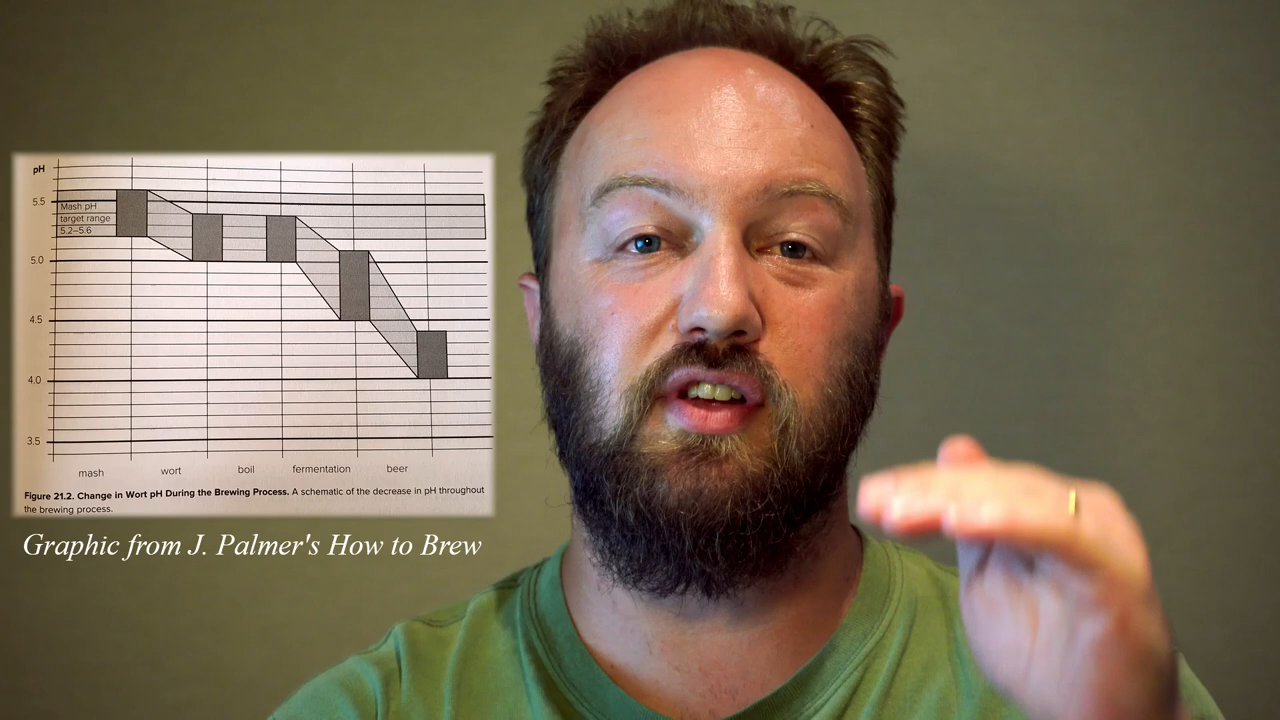 pH
5.5
Mash pH
target range
5.2–5.6
5.0
4.5
4.0
3.5
mash wort boil fermentation beer
Figure 21.2. Change in Wort pH During the Brewing Process. A schematic of the decrease in pH throughout
the brewing process.
Graphic from J. Palmer's How to Brew